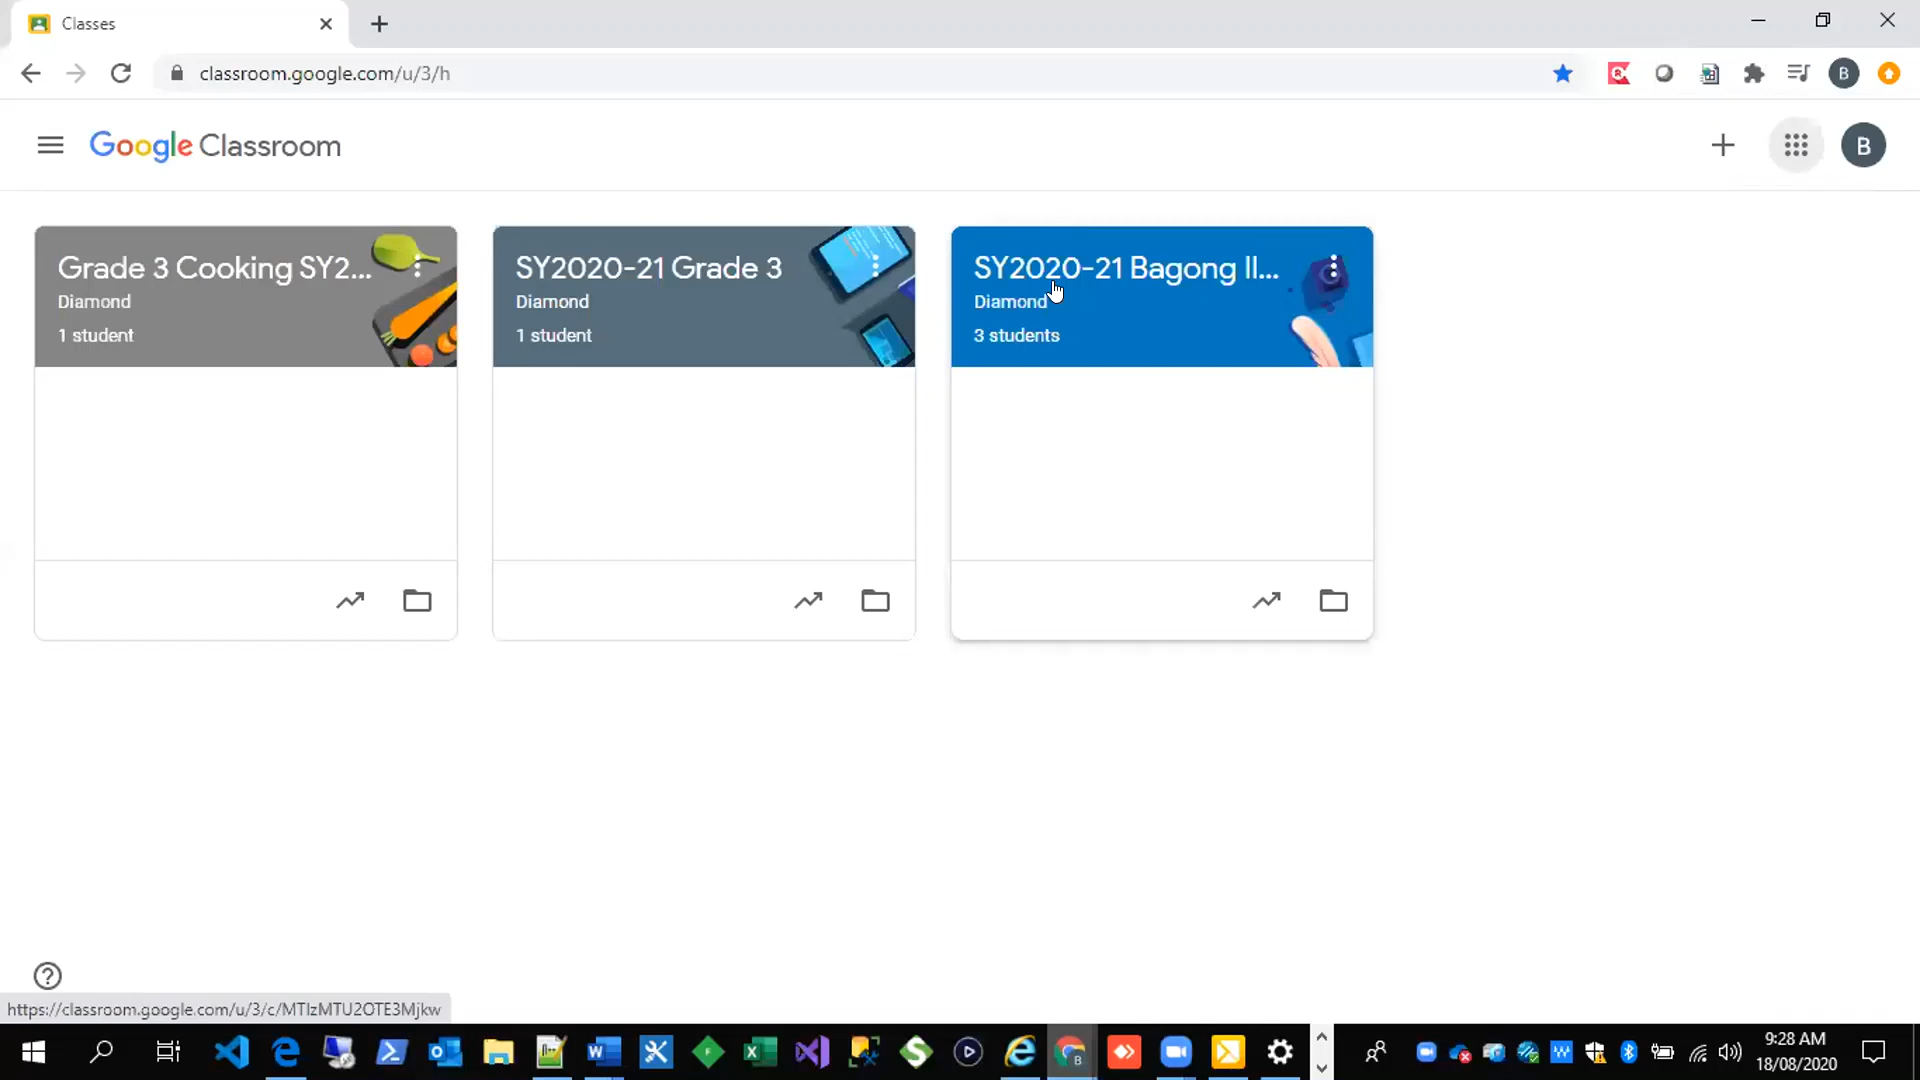 Classes
classroom.google.com/u/3/h
B
Google Classroom
B
Grade 3 Cooking SY2...
Diamond
1 student
SY2020-21 Grade 3
Diamond
1 student
SY2020-21 Bagong Il...
Diamond
3 students
https://classroom.google.com/u/3/c/MTIzMTU2OTE3Mjkw
9:28 AM
18/08/2020